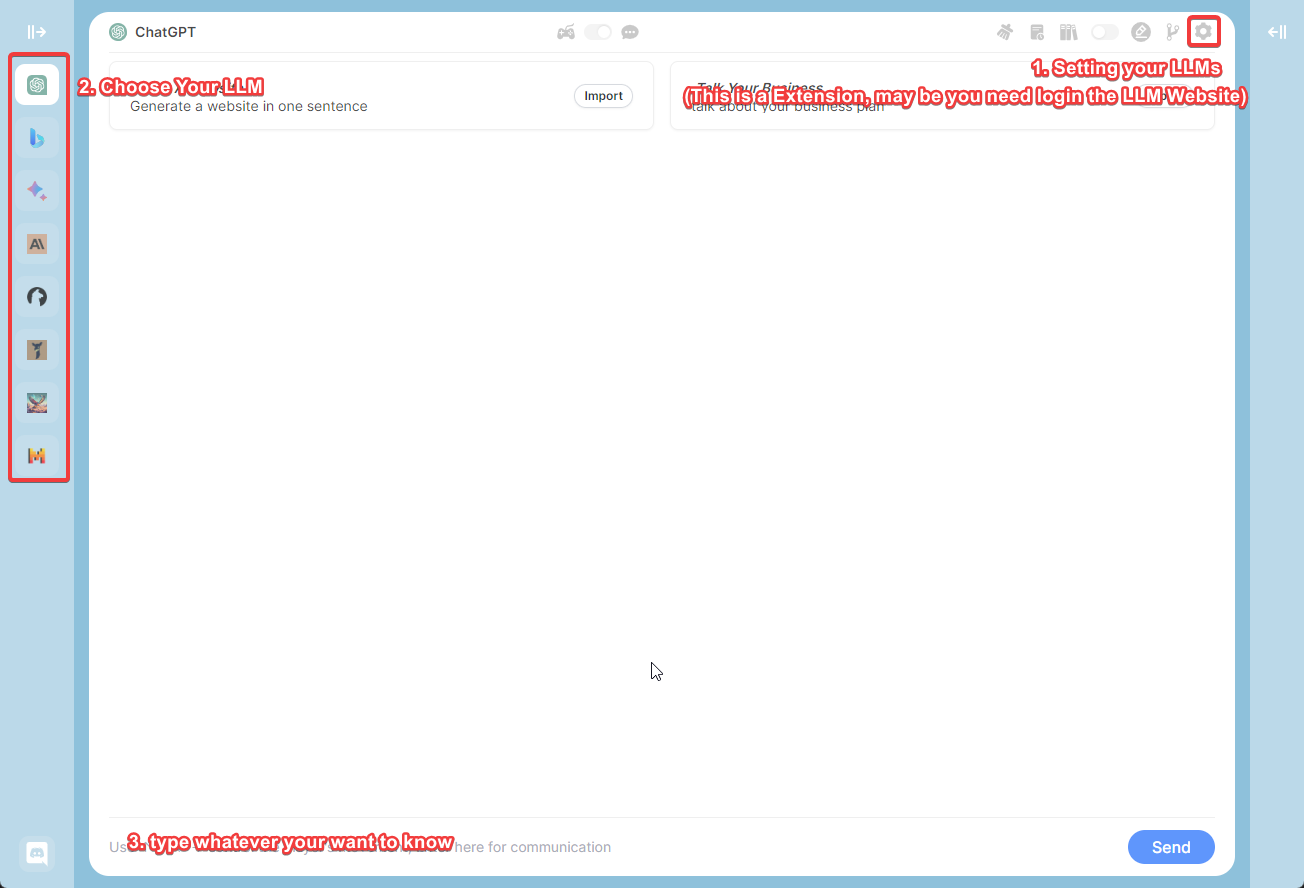 ChatGPT
1. Setting your LLMs
(This is a Extension, may be you need login the LLM Website)
2. Choose Your LLM
Generate a website in one sentence
Import
Talk Your Business
talk about your business plan
AI
3. type whatever your want to know
here for communication
Send